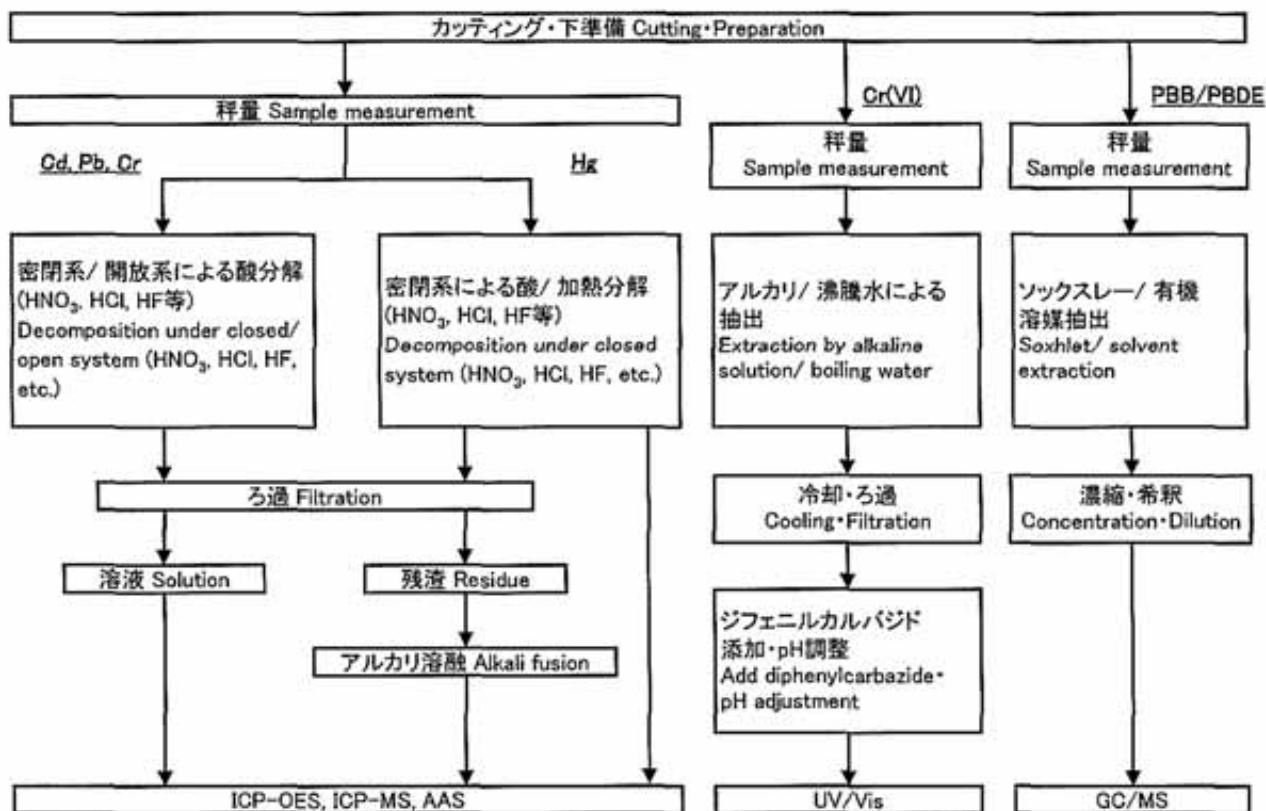 カッティング・下準備 Cutting・Preparation
秤量 Sample measurement
Cd, Pb, Cr
Hg
密閉系/ 開放系による酸分解
(HNO₃, HCl, HF等)
Decomposition under closed/
open system (HNO₃, HCl, HF,
etc.)
密閉系による酸/ 加熱分解
(HNO₃, HCl, HF等)
Decomposition under closed
system (HNO₃, HCl, HF, etc.)
ろ過 Filtration
溶液 Solution
残渣 Residue
アルカリ溶融 Alkali fusion
ICP-OES, ICP-MS, AAS
Cr(VI)
秤量
Sample measurement
アルカリ/ 沸騰水による
抽出
Extraction by alkaline
solution/ boiling water
冷却・ろ過
Cooling・Filtration
ジフェニルカルバジド
添加・pH調整
Add diphenylcarbazide・
pH adjustment
UV/Vis
PBB/PBDE
秤量
Sample measurement
ソックスレー/ 有機
溶媒抽出
Soxhlet/ solvent
extraction
濃縮・希釈
Concentration・Dilution
GC/MS